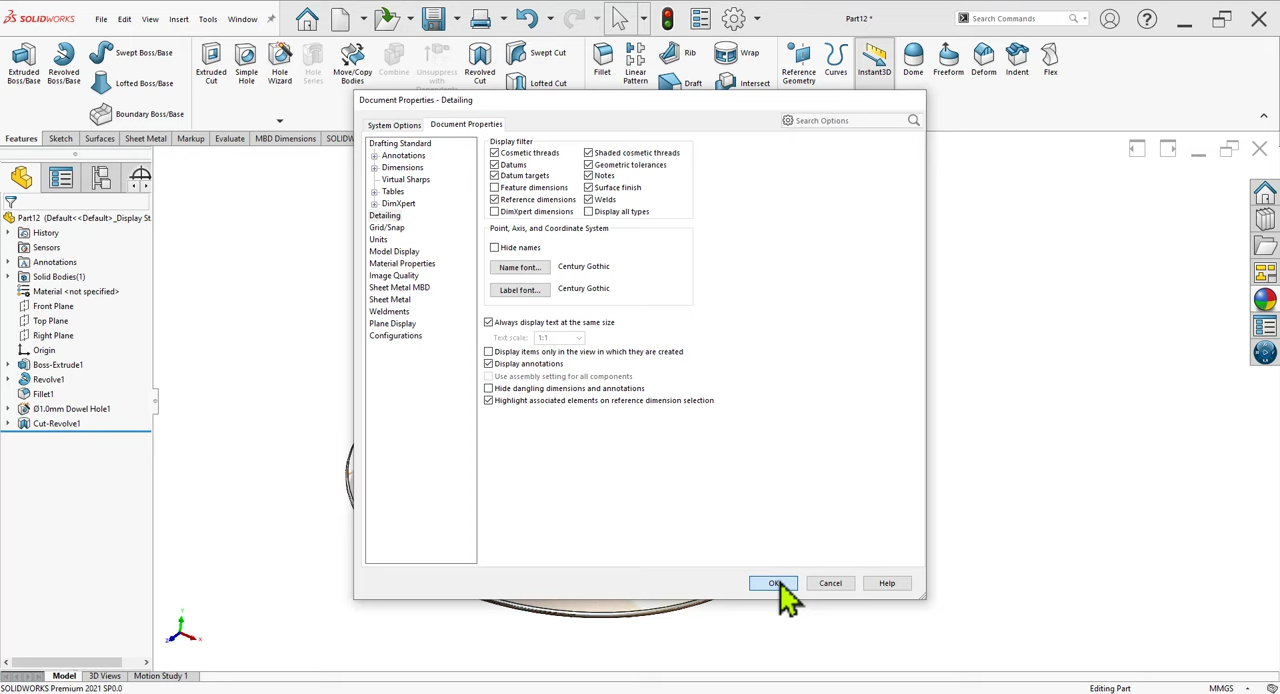 SOLIDWORKS File Edit View Insert Tools Window Part12 * Search Commands
Extruded Boss/Base Revolved Boss/Base Swept Boss/Base Lofted Boss/Base Boundary Boss/Base
Extruded Cut Simple Hole Hole Wizard Hole Series Move/Copy Bodies Combine Unsuppress with Revolved Cut Swept Cut Lofted Cut
Fillet Linear Pattern Rib Draft Wrap Intersect Reference Geometry Curves Instant3D Dome Freeform Deform Indent Flex
Features Sketch Surfaces Sheet Metal Markup Evaluate MBD Dimensions SOLIDW
Part12 (Default<<Default>_Display St
History
Sensors
Annotations
Solid Bodies(1)
Material <not specified>
Front Plane
Top Plane
Right Plane
Origin
Boss-Extrude1
Revolve1
Fillet1
Ø1.0mm Dowel Hole1
Cut-Revolve1
Document Properties - Detailing
System Options Document Properties Search Options
Drafting Standard
Annotations
Dimensions
Virtual Sharps
Tables
DimXpert
Detailing
Grid/Snap
Units
Model Display
Material Properties
Image Quality
Sheet Metal MBD
Sheet Metal
Weldments
Plane Display
Configurations
Display filter
Cosmetic threads Shaded cosmetic threads
Datums Geometric tolerances
Datum targets Notes
Feature dimensions Surface finish
Reference dimensions Welds
DimXpert dimensions Display all types
Point, Axis, and Coordinate System
Hide names
Name font... Century Gothic
Label font... Century Gothic
Always display text at the same size
Text scale: 1:1
Display items only in the view in which they are created
Display annotations
Use assembly setting for all components
Hide dangling dimensions and annotations
Highlight associated elements on reference dimension selection
OK Cancel Help
Y
Z X
Model 3D Views Motion Study 1
SOLIDWORKS Premium 2021 SP0.0 Editing Part MMGS